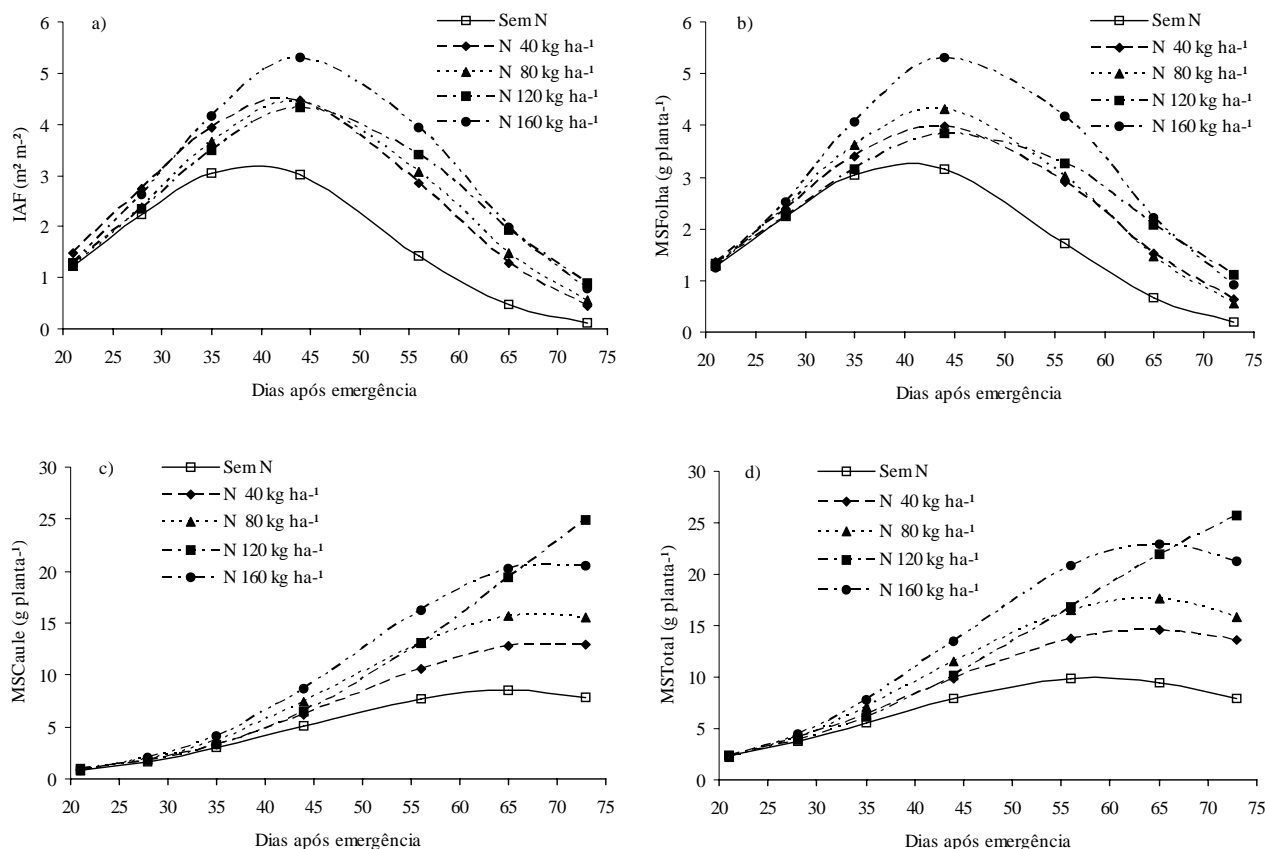 a)
Sem N
N 40 kg ha-¹
N 80 kg ha-¹
N 120 kg ha-¹
N 160 kg ha-¹
IAF (m² m-²)
6
5
4
3
2
1
0
20 25 30 35 40 45 50 55 60 65 70 75
Dias após emergência
b)
Sem N
N 40 kg ha-¹
N 80 kg ha-¹
N 120 kg ha-¹
N 160 kg ha-¹
MSFolha (g planta-¹)
6
5
4
3
2
1
0
20 25 30 35 40 45 50 55 60 65 70 75
Dias após emergência
c)
Sem N
N 40 kg ha-¹
N 80 kg ha-¹
N 120 kg ha-¹
N 160 kg ha-¹
MSCaule (g planta-¹)
30
25
20
15
10
5
0
20 25 30 35 40 45 50 55 60 65 70 75
Dias após emergência
d)
Sem N
N 40 kg ha-¹
N 80 kg ha-¹
N 120 kg ha-¹
N 160 kg ha-¹
MSTotal (g planta-¹)
30
25
20
15
10
5
0
20 25 30 35 40 45 50 55 60 65 70 75
Dias após emergência